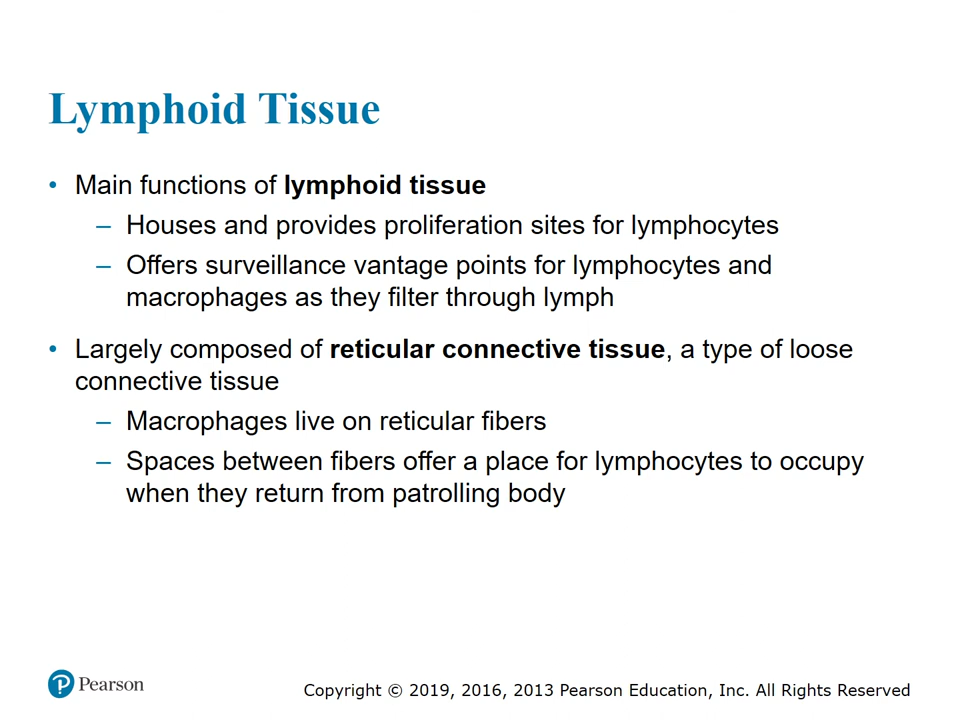 Lymphoid Tissue
• Main functions of lymphoid tissue
– Houses and provides proliferation sites for lymphocytes
– Offers surveillance vantage points for lymphocytes and
macrophages as they filter through lymph
• Largely composed of reticular connective tissue, a type of loose
connective tissue
– Macrophages live on reticular fibers
– Spaces between fibers offer a place for lymphocytes to occupy
when they return from patrolling body
Pearson
Copyright © 2019, 2016, 2013 Pearson Education, Inc. All Rights Reserved